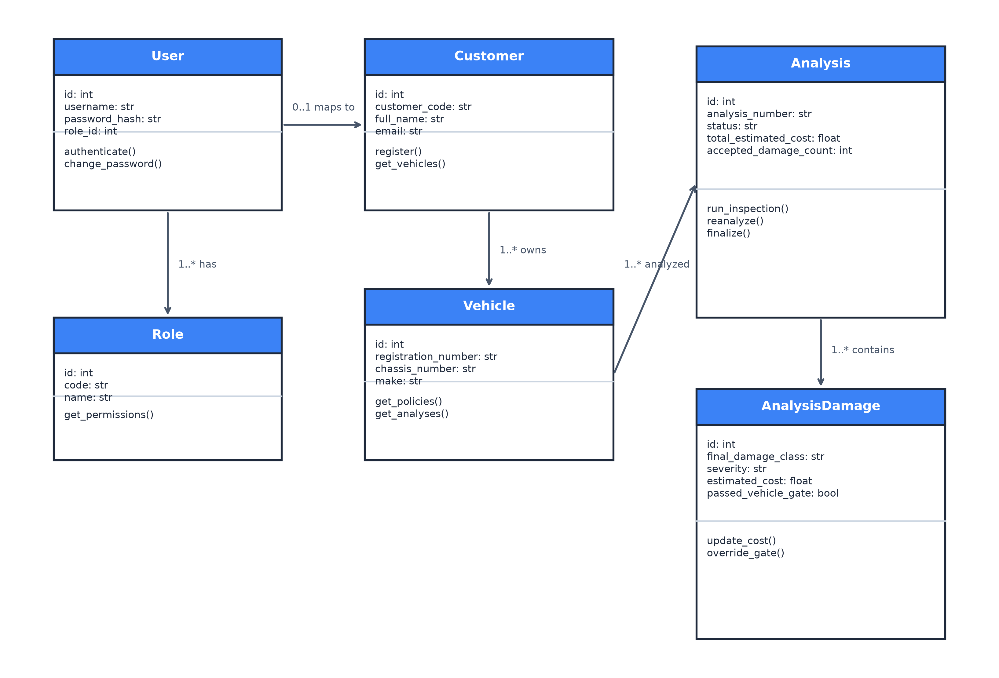 User
id: int
username: str
password_hash: str
role_id: int
authenticate()
change_password()
0..1 maps to
Customer
id: int
customer_code: str
full_name: str
email: str
register()
get_vehicles()
Analysis
id: int
analysis_number: str
status: str
total_estimated_cost: float
accepted_damage_count: int
run_inspection()
reanalyze()
finalize()
1..* has
1..* owns
1..* analyzed
Role
id: int
code: str
name: str
get_permissions()
Vehicle
id: int
registration_number: str
chassis_number: str
make: str
get_policies()
get_analyses()
1..* contains
AnalysisDamage
id: int
final_damage_class: str
severity: str
estimated_cost: float
passed_vehicle_gate: bool
update_cost()
override_gate()